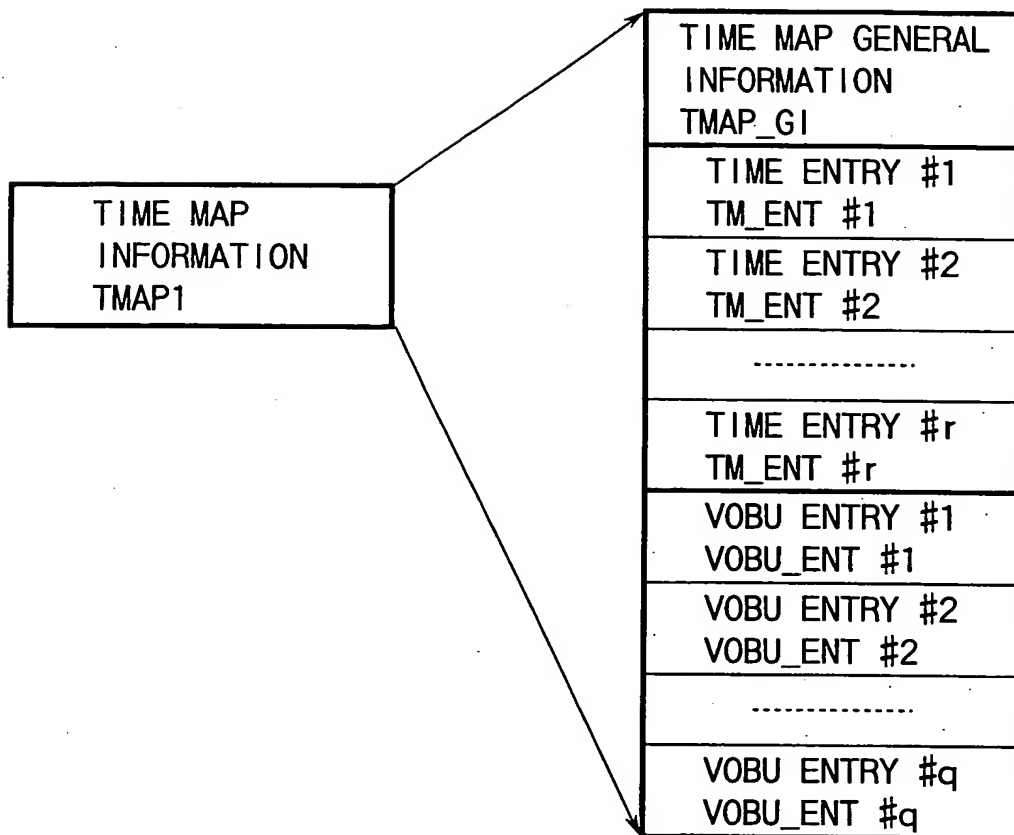 TIME MAP
INFORMATION
TMAP1
TIME MAP GENERAL
INFORMATION
TMAP_GI
TIME ENTRY #1
TM_ENT #1
TIME ENTRY #2
TM_ENT #2
---------------
TIME ENTRY #r
TM_ENT #r
VOBU ENTRY #1
VOBU_ENT #1
VOBU ENTRY #2
VOBU_ENT #2
---------------
VOBU ENTRY #q
VOBU_ENT #q